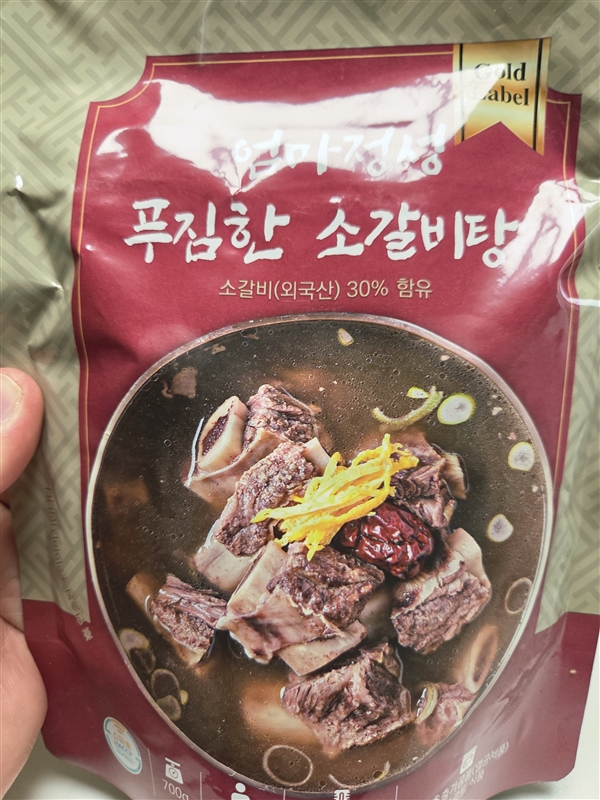 Gold
Label
엄마정성
푸짐한 소갈비탕
소갈비(외국산) 30% 함유
HACCP
700g